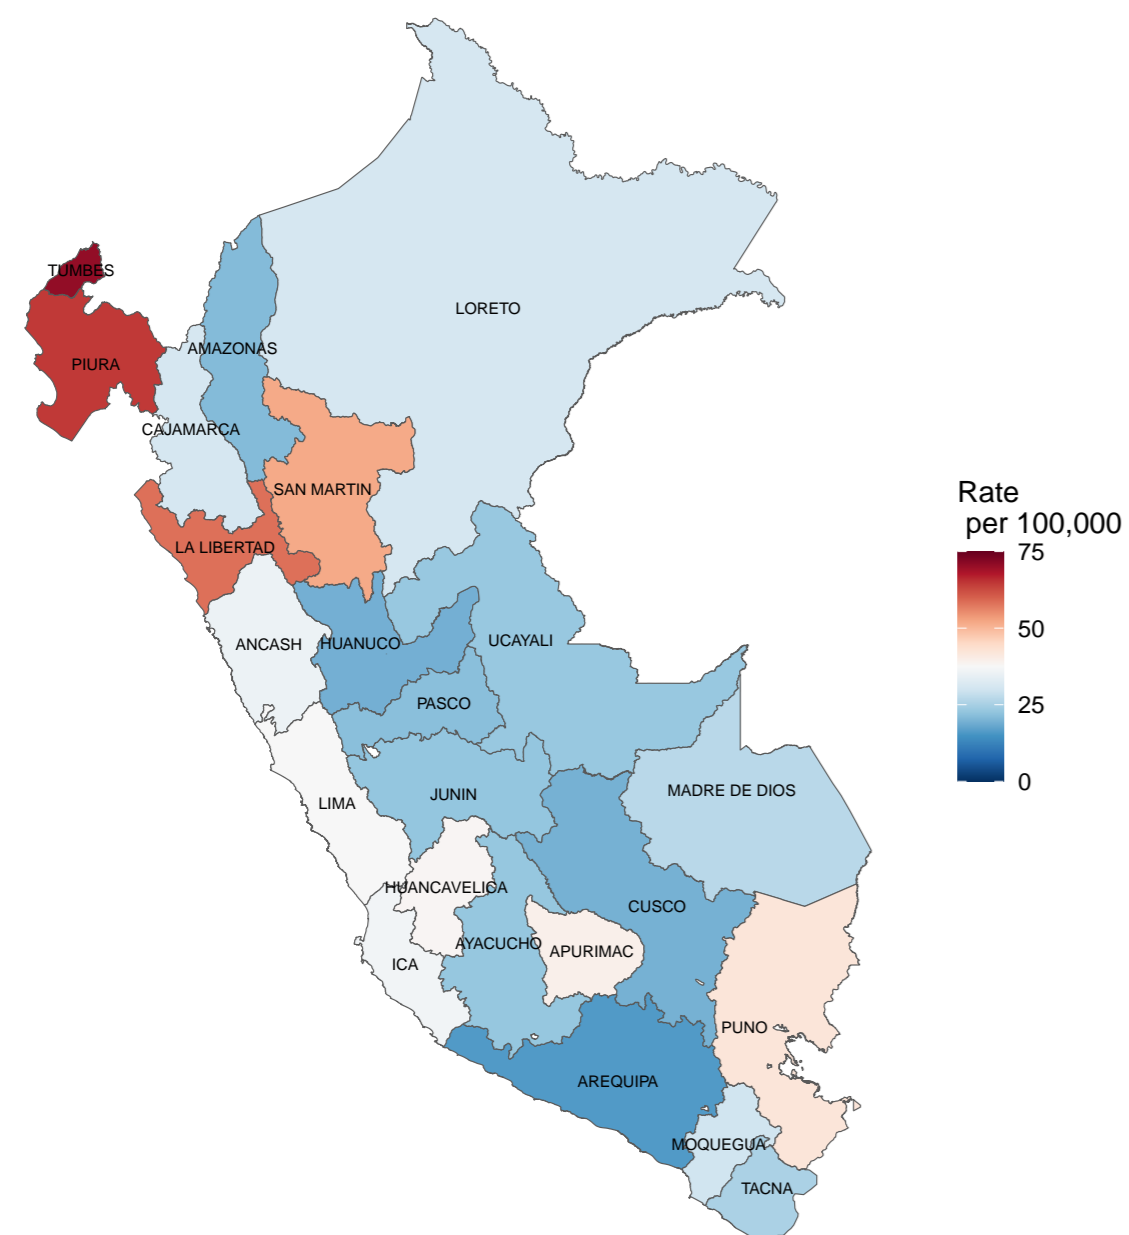 TUMBES
LORETO
AMAZONAS
PIURA
CAJAMARCA
SAN MARTIN
Rate
per 100,000
LA LIBERTAD
75
50
25
0
ANCASH
HUANUCO
UCAYALI
PASCO
MADRE DE DIOS
JUNIN
LIMA
HUANCAVELICA
CUSCO
AYACUCHO
APURIMAC
ICA
PUNO
AREQUIPA
MOQUEGUA
TACNA